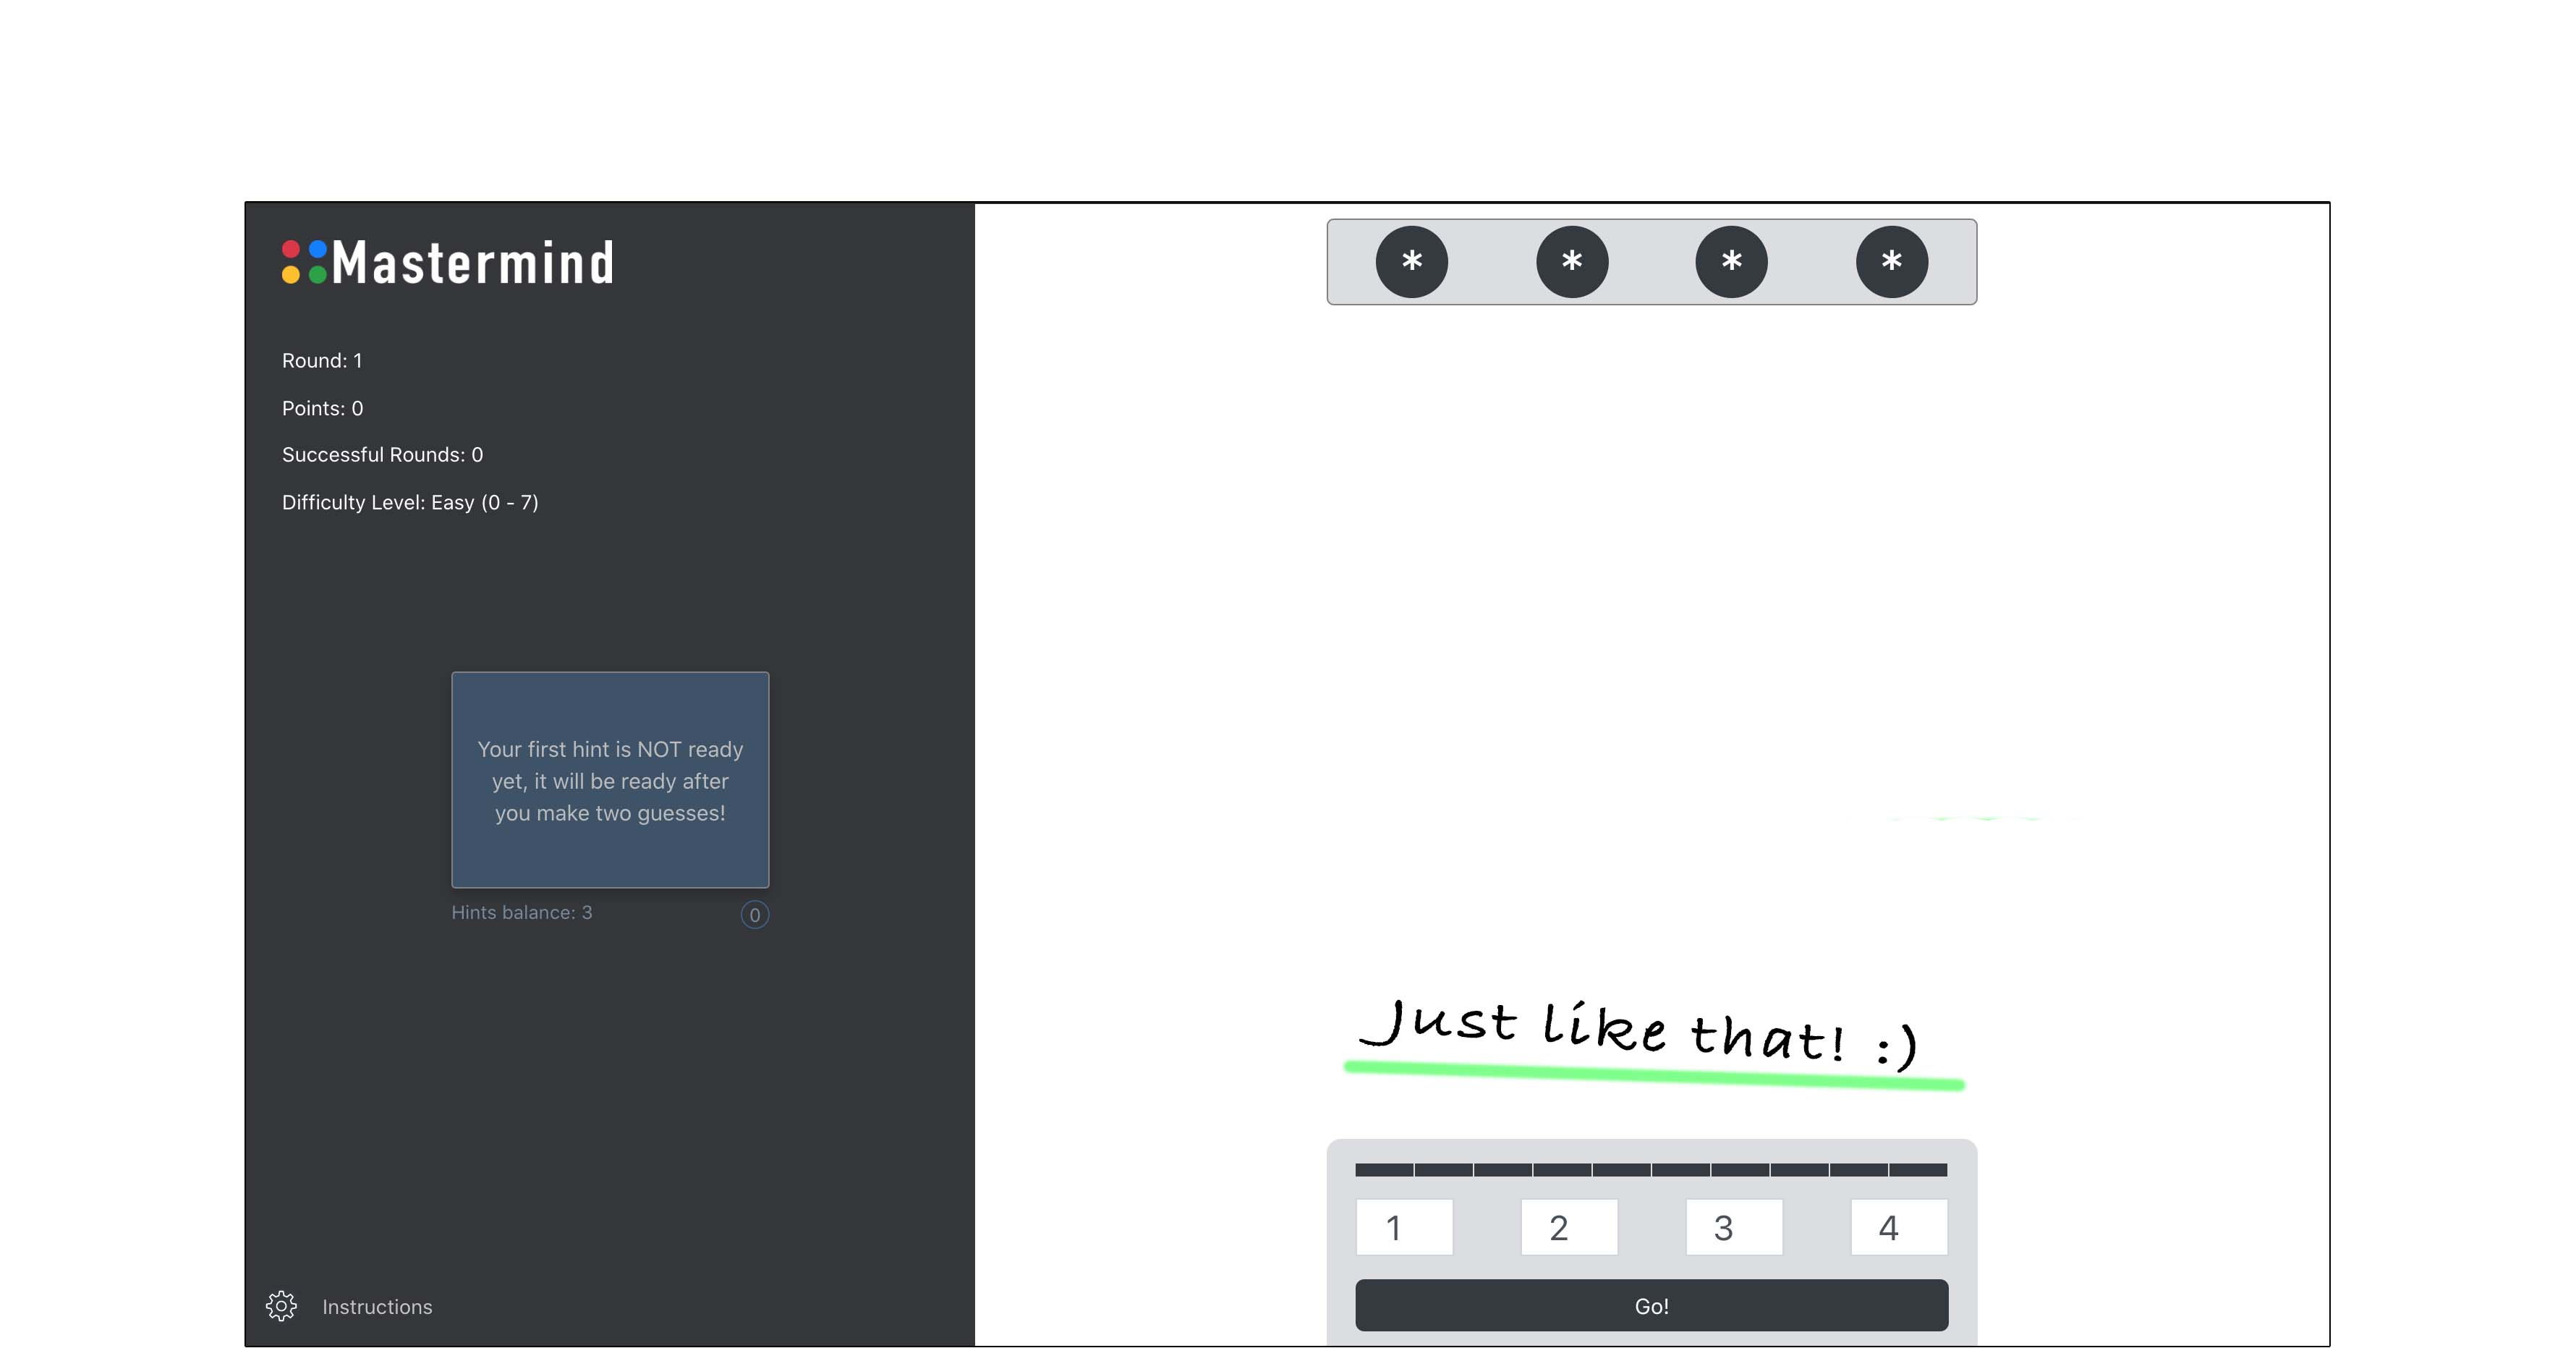 Mastermind
* * * *
Round: 1
Points: 0
Successful Rounds: 0
Difficulty Level: Easy (0 - 7)
Your first hint is NOT ready
yet, it will be ready after
you make two guesses!
Hints balance: 3
0
Just like that! :)
1 2 3 4
Go!
Instructions